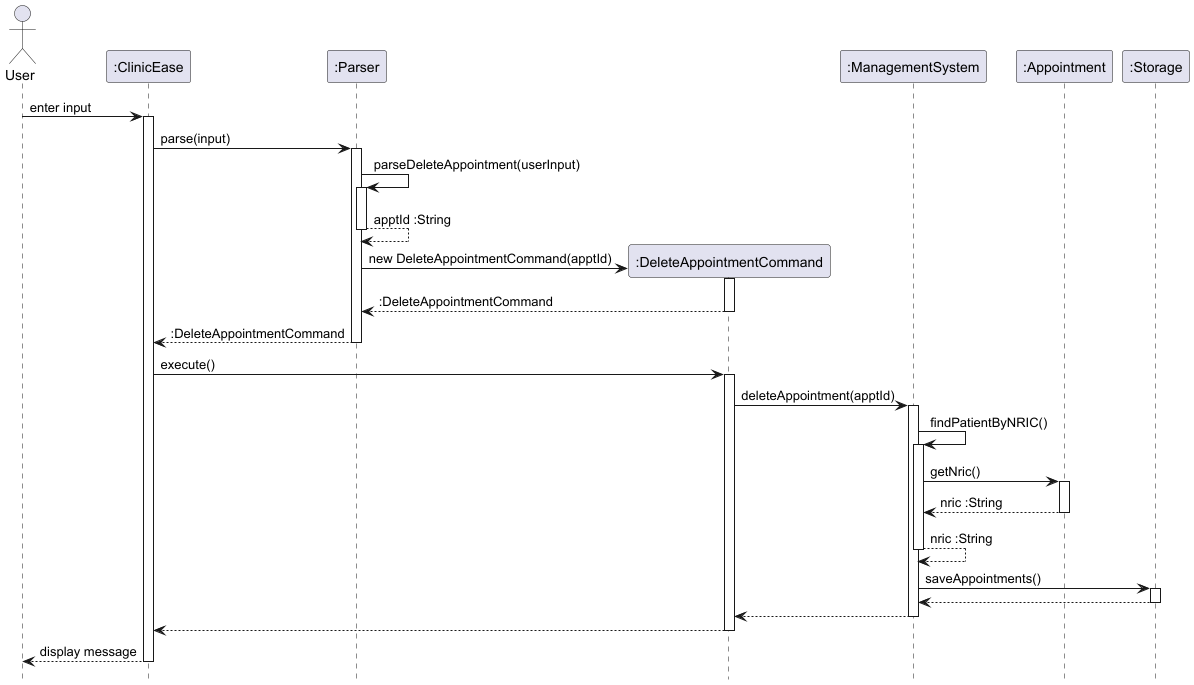 User
:ClinicEase
:Parser
:ManagementSystem
:Appointment
:Storage
enter input
parse(input)
parseDeleteAppointment(userInput)
apptId :String
new DeleteAppointmentCommand(apptId)
:DeleteAppointmentCommand
:DeleteAppointmentCommand
:DeleteAppointmentCommand
execute()
deleteAppointment(apptId)
findPatientByNRIC()
getNric()
nric :String
nric :String
saveAppointments()
display message